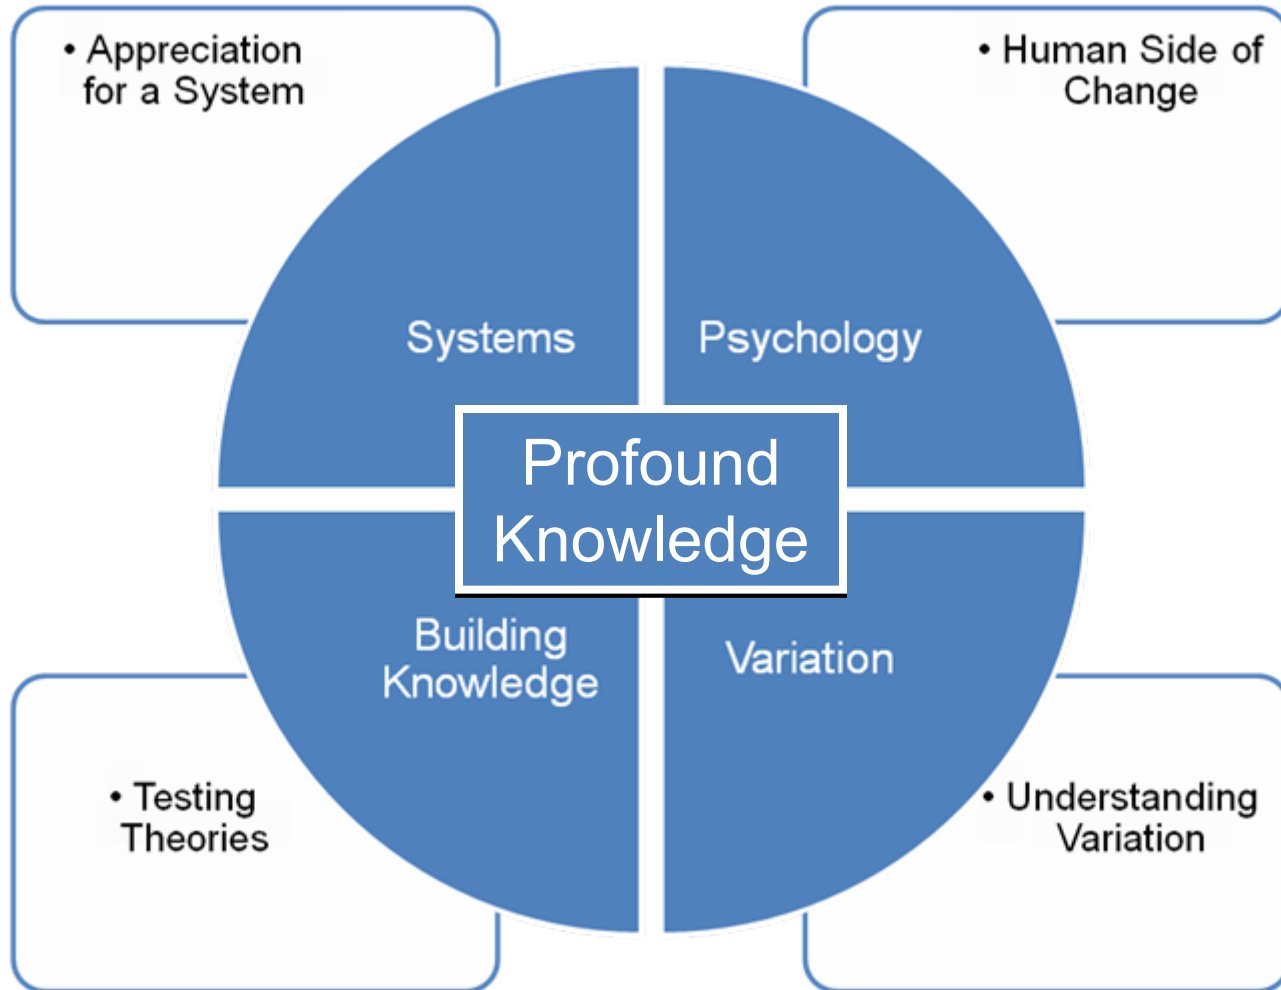 • Appreciation
for a System
• Human Side of
Change
Systems
Psychology
Profound
Knowledge
Building
Knowledge
Variation
• Testing
Theories
• Understanding
Variation